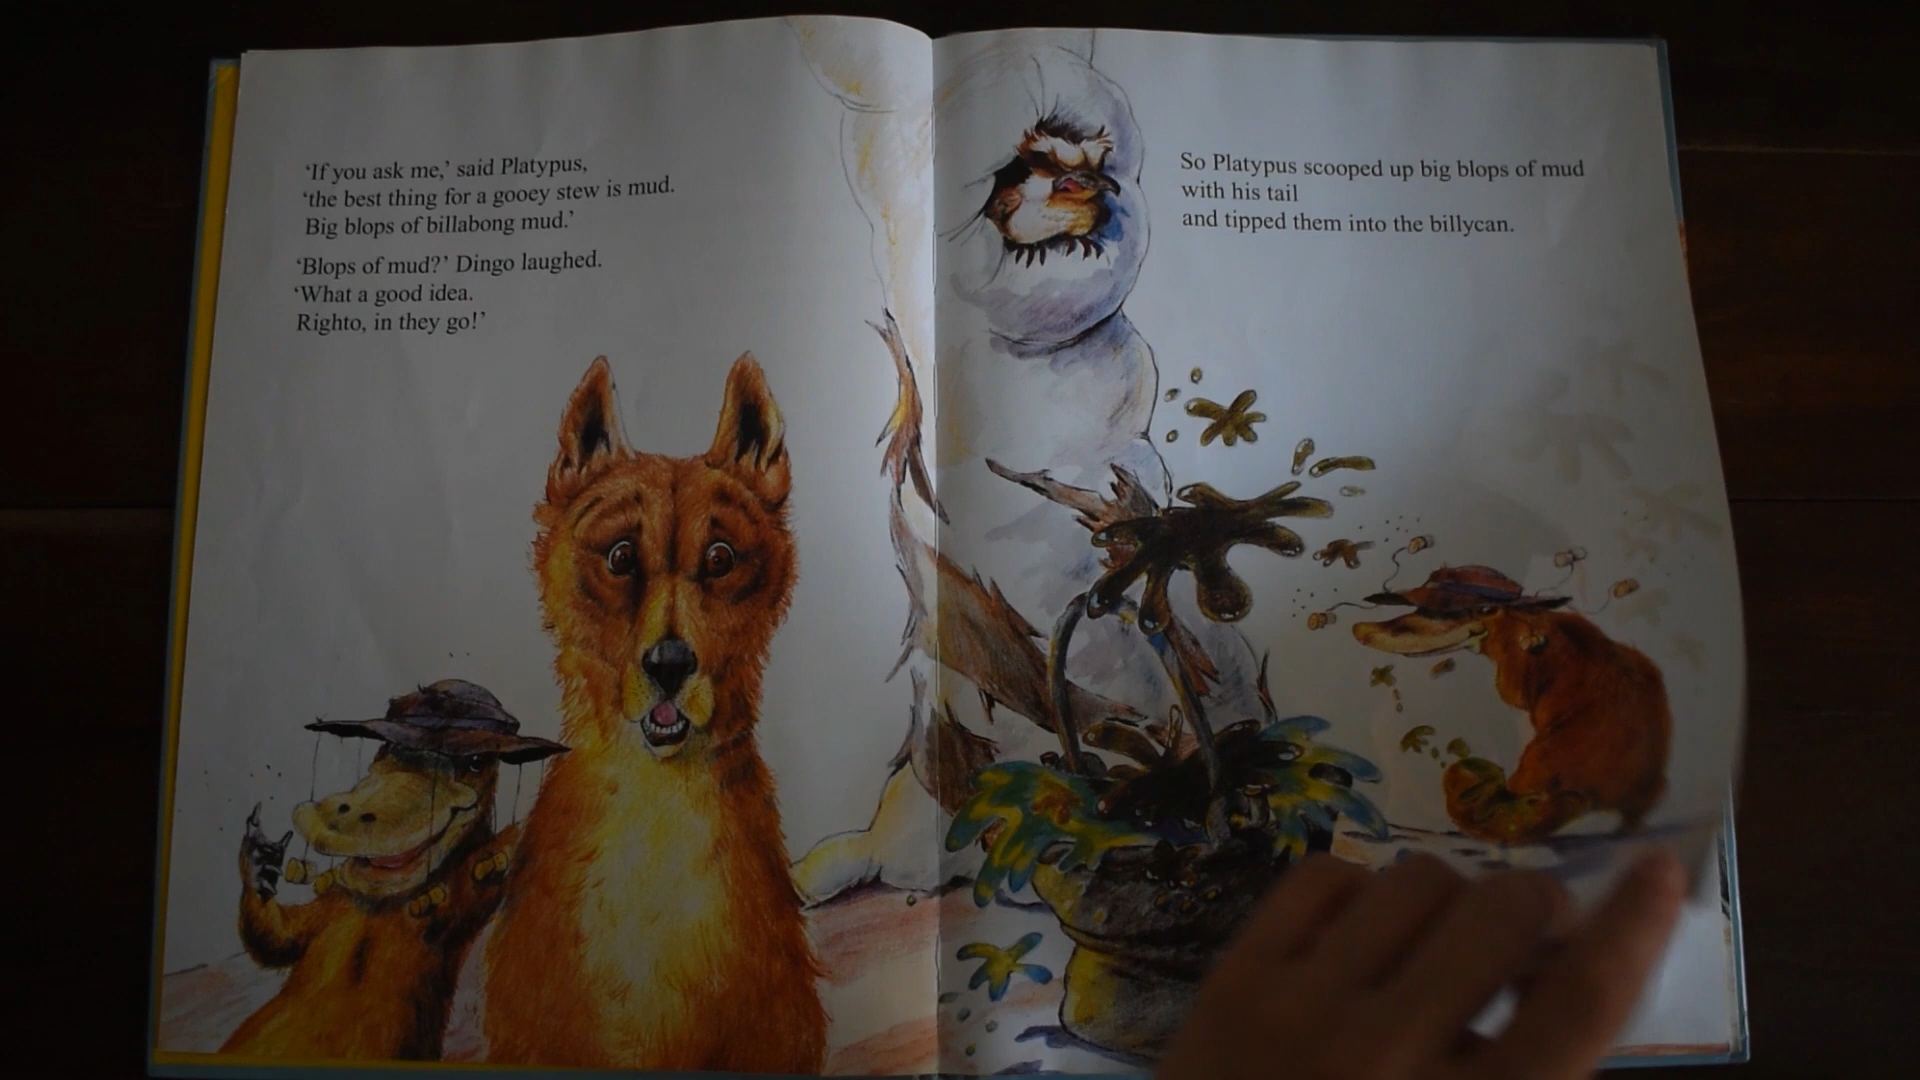 ‘If you ask me,’ said Platypus,
‘the best thing for a gooey stew is mud.
Big blops of billabong mud.’
‘Blops of mud?’ Dingo laughed.
‘What a good idea.
Righto, in they go!’
So Platypus scooped up big blops of mud
with his tail
and tipped them into the billycan.